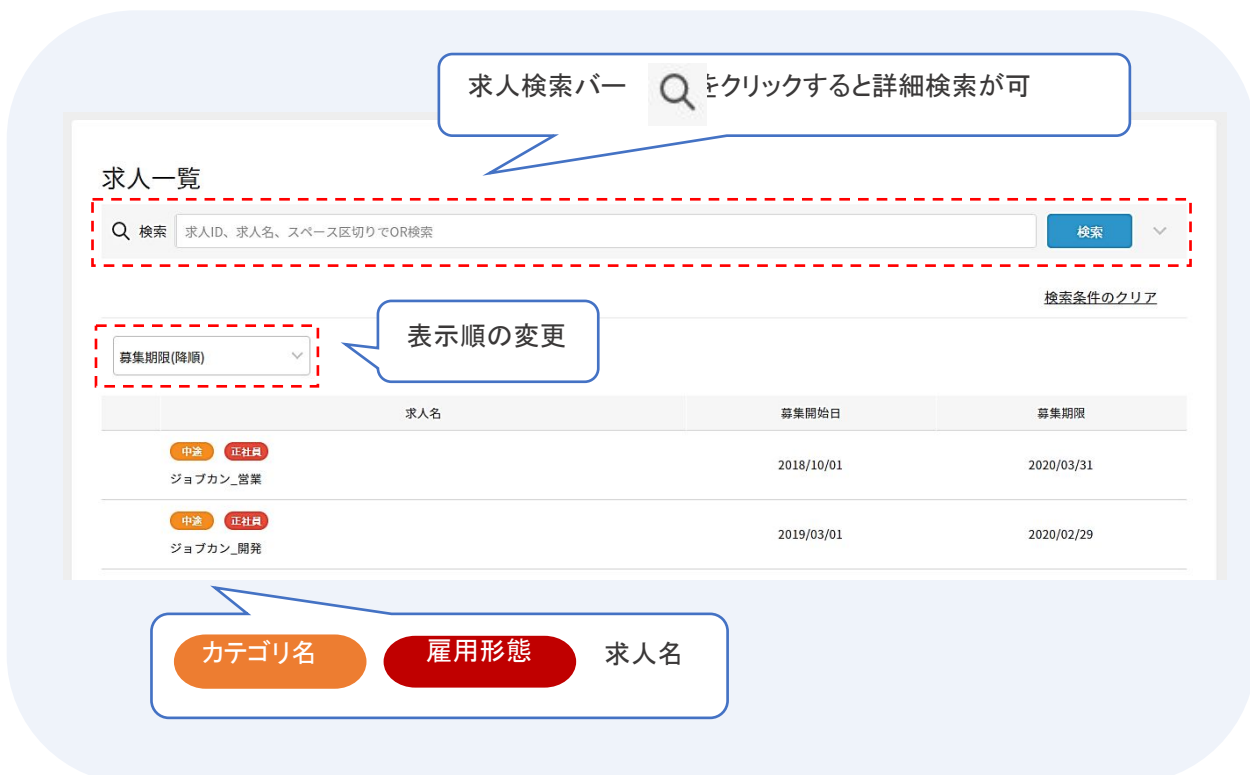 求人検索バー をクリックすると詳細検索が可
求人一覧
検索 求人ID、求人名、スペース区切りでOR検索 検索
検索条件のクリア
表示順の変更
募集期限(降順)
求人名 募集開始日 募集期限
中途 正社員
ジョブカン_営業 2018/10/01 2020/03/31
中途 正社員
ジョブカン_開発 2019/03/01 2020/02/29
カテゴリ名 雇用形態 求人名